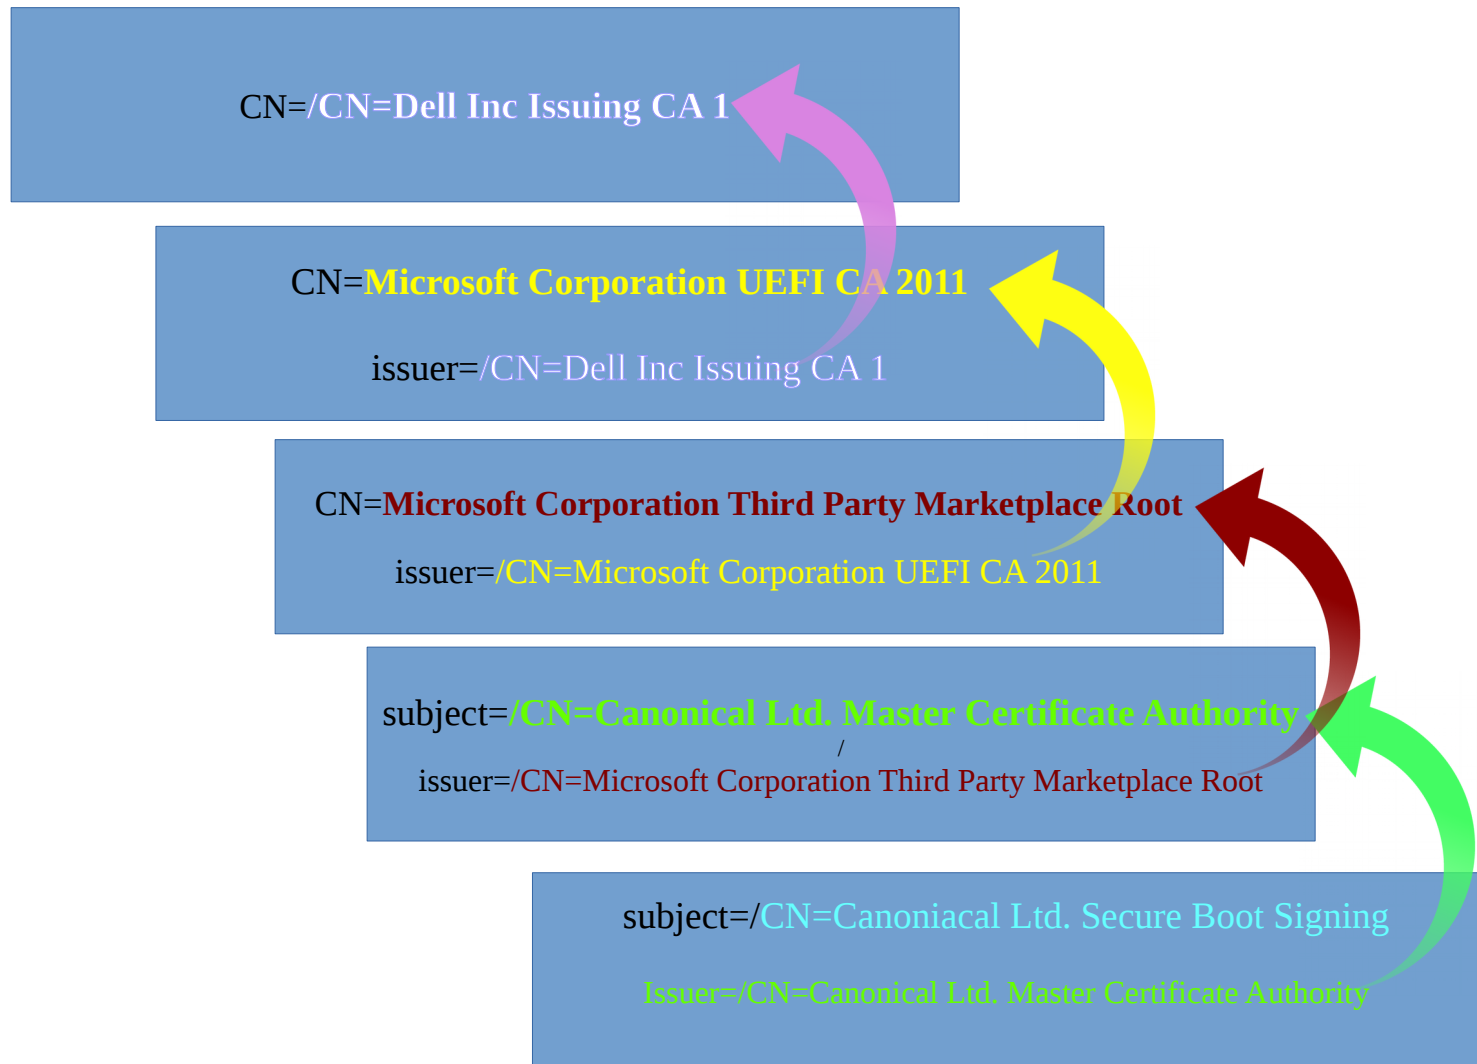 CN=/CN=Dell Inc Issuing CA 1
CN=Microsoft Corporation UEFI CA 2011
issuer=/CN=Dell Inc Issuing CA 1
CN=Microsoft Corporation Third Party Marketplace Root
issuer=/CN=Microsoft Corporation UEFI CA 2011
subject=/CN=Canonical Ltd. Master Certificate Authority
/
issuer=/CN=Microsoft Corporation Third Party Marketplace Root
subject=/CN=Canoniacal Ltd. Secure Boot Signing
Issuer=/CN=Canonical Ltd. Master Certificate Authority